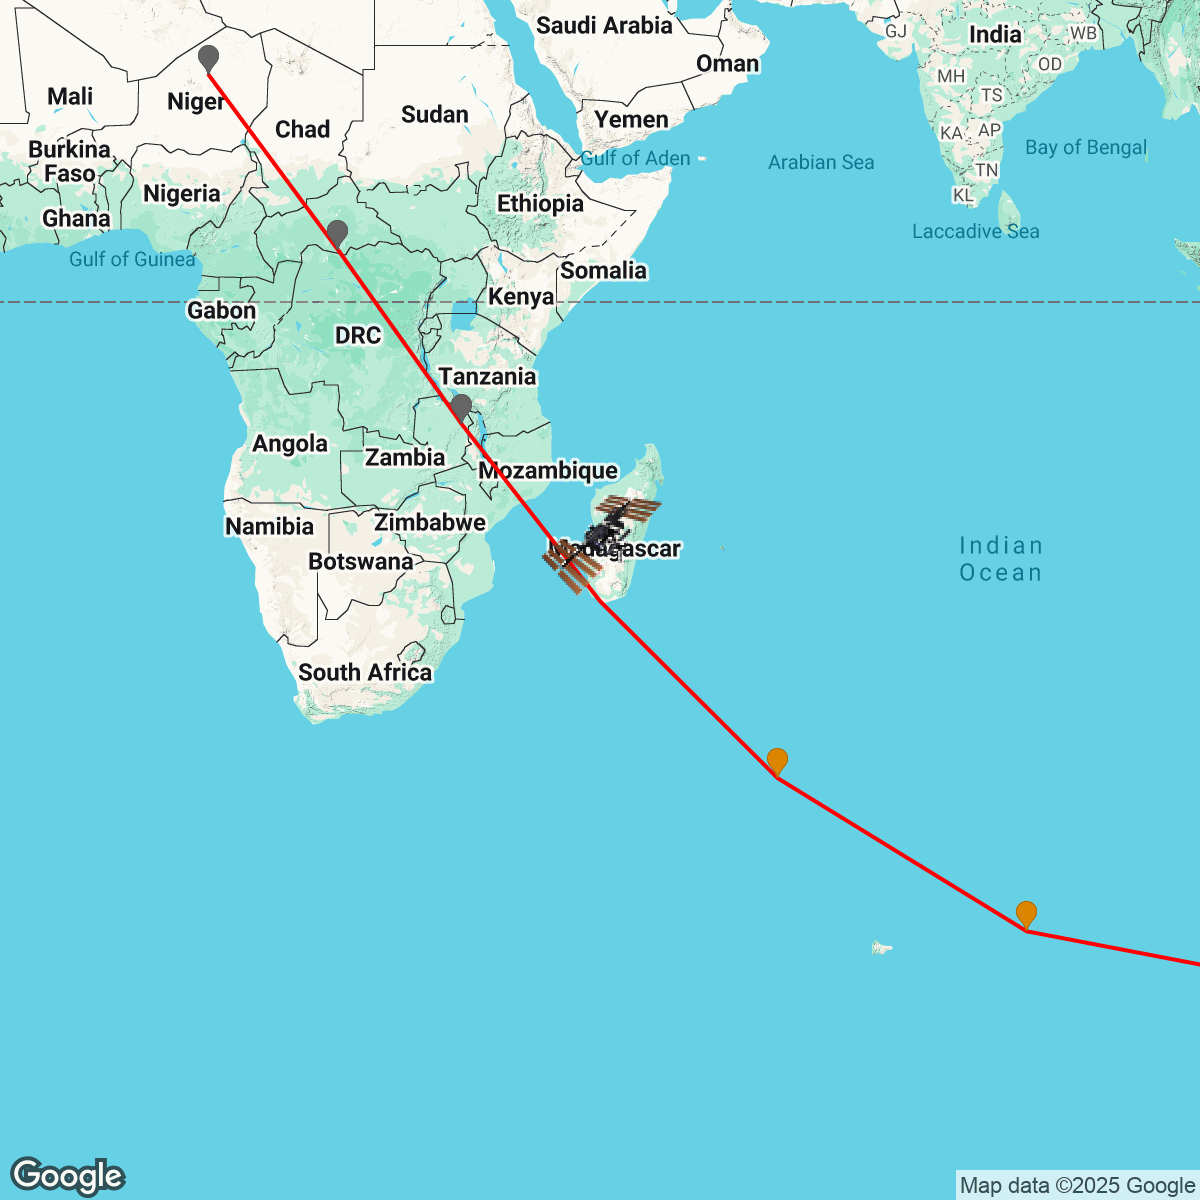 Saudi Arabia
GJ
India
WB
Oman
OD
MH
Mali
Niger
TS
Sudan
Yemen
Chad
KA
AP
Burkina
Faso
Gulf of Aden
Arabian Sea
Bay of Bengal
TN
Nigeria
KL
Ethiopia
Ghana
Laccadive Sea
Gulf of Guinea
Somalia
Kenya
Gabon
DRC
Tanzania
Angola
Zambia
Mozambique
Namibia
Zimbabwe
Madagascar
Botswana
Indian
Ocean
South Africa
Google
Map data ©2025 Google